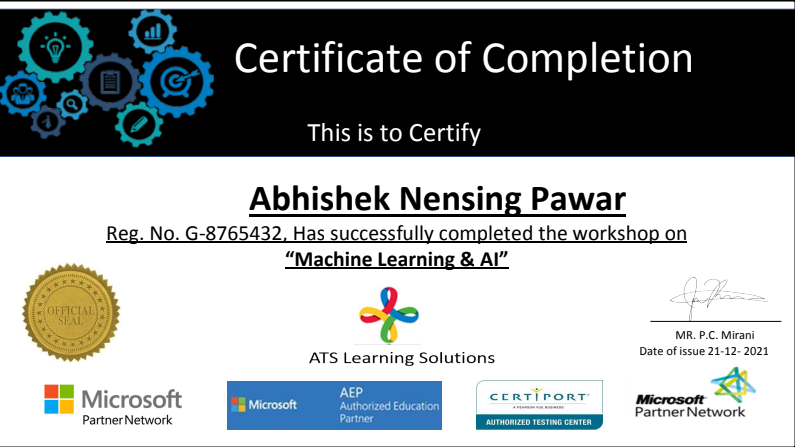 Certificate of Completion
This is to Certify
Abhishek Nensing Pawar
Reg. No. G-8765432, Has successfully completed the workshop on
“Machine Learning & AI”
OFFICIAL
SEAL
ATS Learning Solutions
MR. P.C. Mirani
Date of issue 21-12- 2021
Microsoft
Partner Network
Microsoft
AEP
Authorized Education
Partner
CERTIPORT
A PEARSON VUE BUSINESS
AUTHORIZED TESTING CENTER
Microsoft
Partner Network